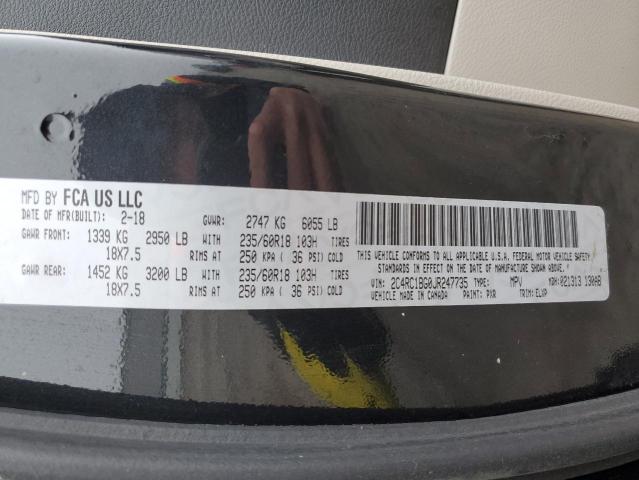 MFD BY FCA US LLC
DATE OF MFR(BUILT): 2-18 GVWR: 2747 KG 6055 LB
GAWR FRONT: 1339 KG 2950 LB WITH 235/60R18 103H TIRES
18X7.5 RIMS AT 250 KPA ( 36 PSI) COLD
GAWR REAR: 1452 KG 3200 LB WITH 235/60R18 103H TIRES
18X7.5 RIMS AT 250 KPA ( 36 PSI) COLD
THIS VEHICLE CONFORMS TO ALL APPLICABLE U.S.A. FEDERAL MOTOR VEHICLE SAFETY
STANDARDS IN EFFECT ON THE DATE OF MANUFACTURE SHOWN ABOVE.
VIN: 2C4RC1BG0JR247735 TYPE: MPV MDH: 021313 130AB
VEHICLE MADE IN CANADA PAINT: PXR TRIM: ELXP